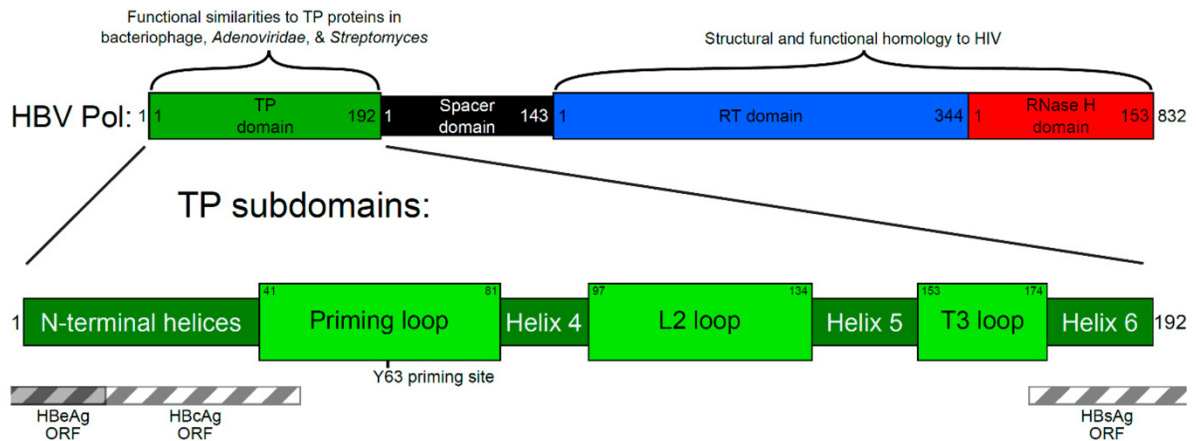 Functional similarities to TP proteins in
bacteriophage, Adenoviridae, & Streptomyces
Structural and functional homology to HIV
HBV Pol: 1 1 TP domain 192 1 Spacer domain 143 1 RT domain 344 1 RNase H domain 153 832
TP subdomains:
41 81 97 134 153 174
1 N-terminal helices Priming loop Helix 4 L2 loop Helix 5 T3 loop Helix 6 192
Y63 priming site
HBeAg HBcAg HBsAg
ORF ORF ORF